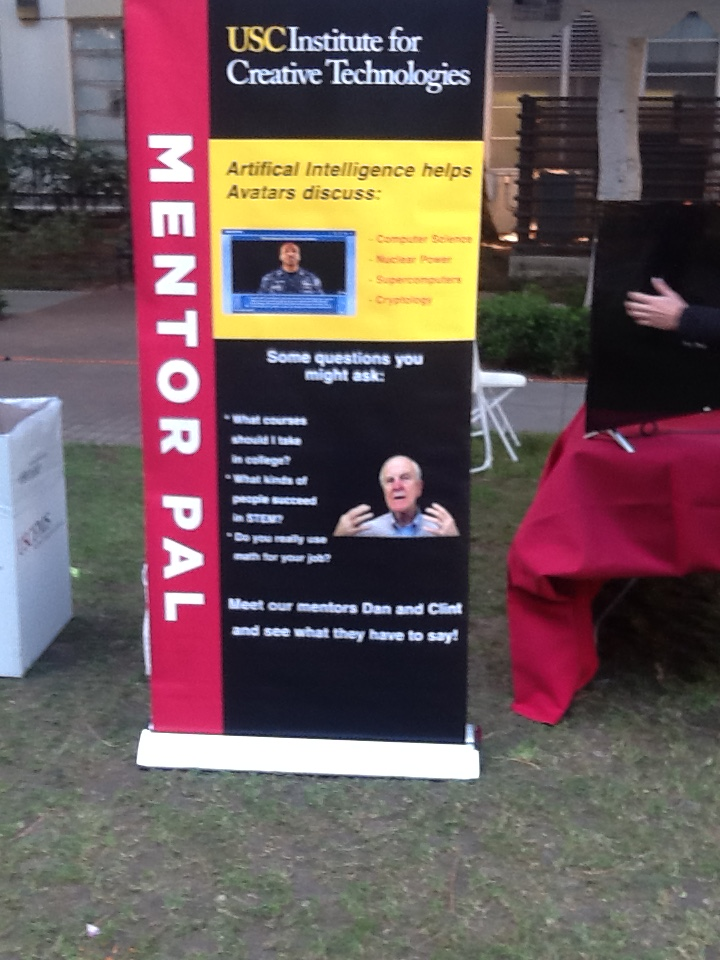 MENTOR PAL
USC Institute for
Creative Technologies
Artifical Intelligence helps
Avatars discuss:
- Computer Science
- Nuclear Power
- Supercomputers
- Cryptology
Some questions you
might ask:
* What courses
should I take
in college?
* What kinds of
people succeed
in STEM?
* Do you really use
math for your job?
Meet our mentors Dan and Clint
and see what they have to say!